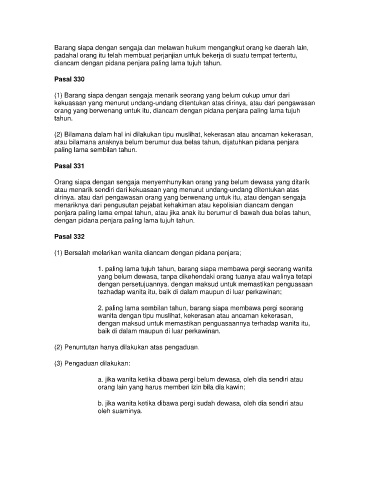 Barang siapa dengan sengaja dan melawan hukum mengangkut orang ke daerah lain,
padahal orang itu telah membuat perjanjian untuk bekerja di suatu tempat tertentu,
diancam dengan pidana penjara paling lama tujuh tahun.
Pasal 330
(1) Barang siapa dengan sengaja menarik seorang yang belum cukup umur dari
kekuasaan yang menurut undang-undang ditentukan atas dirinya, atau dari pengawasan
orang yang berwenang untuk itu, diancam dengan pidana penjara paling lama tujuh
tahun.
(2) Bilamana dalam hal ini dilakukan tipu muslihat, kekerasan atau ancaman kekerasan,
atau bilamana anaknya belum berumur dua belas tahun, dijatuhkan pidana penjara
paling lama sembilan tahun.
Pasal 331
Orang siapa dengan sengaja menyembunyikan orang yang belum dewasa yang ditarik
atau menarik sendiri dari kekuasaan yang menurut undang-undang ditentukan atas
dirinya. atau dari pengawasan orang yang berwenang untuk itu, atau dengan sengaja
menariknya dari pengusutan pejabat kehakiman atau kepolisian diancam dengan
penjara paling lama empat tahun, atau jika anak itu berumur di bawah dua belas tahun,
dengan pidana penjara paling lama tujuh tahun.
Pasal 332
(1) Bersalah melarikan wanita diancam dengan pidana penjara;
1. paling lama tujuh tahun, barang siapa membawa pergi seorang wanita
yang belum dewasa, tanpa dikehendaki orang tuanya atau walinya tetapi
dengan persetujuannya. dengan maksud untuk memastikan penguasaan
tazhadap wanita itu, baik di dalam maupun di luar perkawinan;
2. paling lama sembilan tahun, barang siapa membawa pergi seorang
wanita dengan tipu muslihat, kekerasan atau ancaman kekerasan,
dengan maksud untuk memastikan penguasaannya terhadap wanita itu,
baik di dalam maupun di luar perkawinan.
(2) Penuntutan hanya dilakukan atas pengaduan.
(3) Pengaduan dilakukan:
a. jika wanita ketika dibawa pergi belum dewasa, oleh dia sendiri atau
orang lain yang harus memberi izin bila dia kawin;
b. jika wanita ketika dibawa pergi sudah dewasa, oleh dia sendiri atau
oleh suaminya.